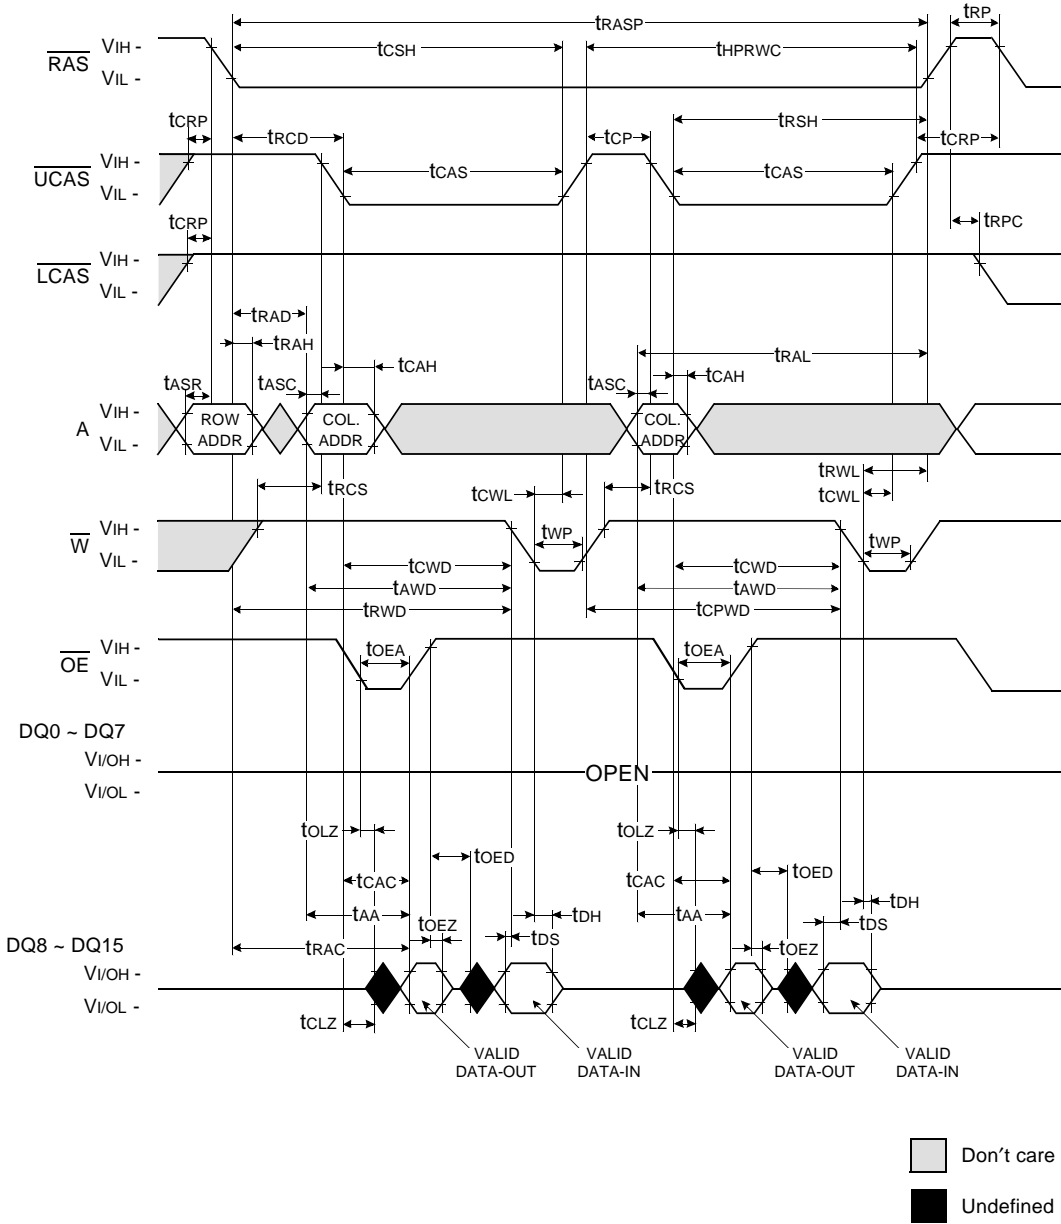 tRASP
tRP
tCSH
tHPRWC
RAS
VIH -
VIL -
tCRP
tRCD
tRSH
tCP
tCRP
UCAS
VIH -
VIL -
tCAS
tCAS
tCRP
tRPC
LCAS
VIH -
VIL -
tRAD
tRAH
tCAH
tRAL
tASR
tASC
tASC
tCAH
A
VIH -
VIL -
ROW
ADDR
COL.
ADDR
COL.
ADDR
tRCS
tCWL
tRCS
tRWL
tCWL
W
VIH -
VIL -
tWP
tWP
tCWD
tCWD
tAWD
tAWD
tRWD
tCPWD
OE
VIH -
VIL -
tOEA
tOEA
DQ0 ~ DQ7
VI/OH -
VI/OL -
OPEN
tOLZ
tOLZ
tOED
tOED
tCAC
tCAC
tAA
tOEZ
tDH
tAA
tDH
tDS
tDS
tRAC
tOEZ
DQ8 ~ DQ15
VI/OH -
VI/OL -
tCLZ
tCLZ
VALID
DATA-OUT
VALID
DATA-IN
VALID
DATA-OUT
VALID
DATA-IN
Don't care
Undefined